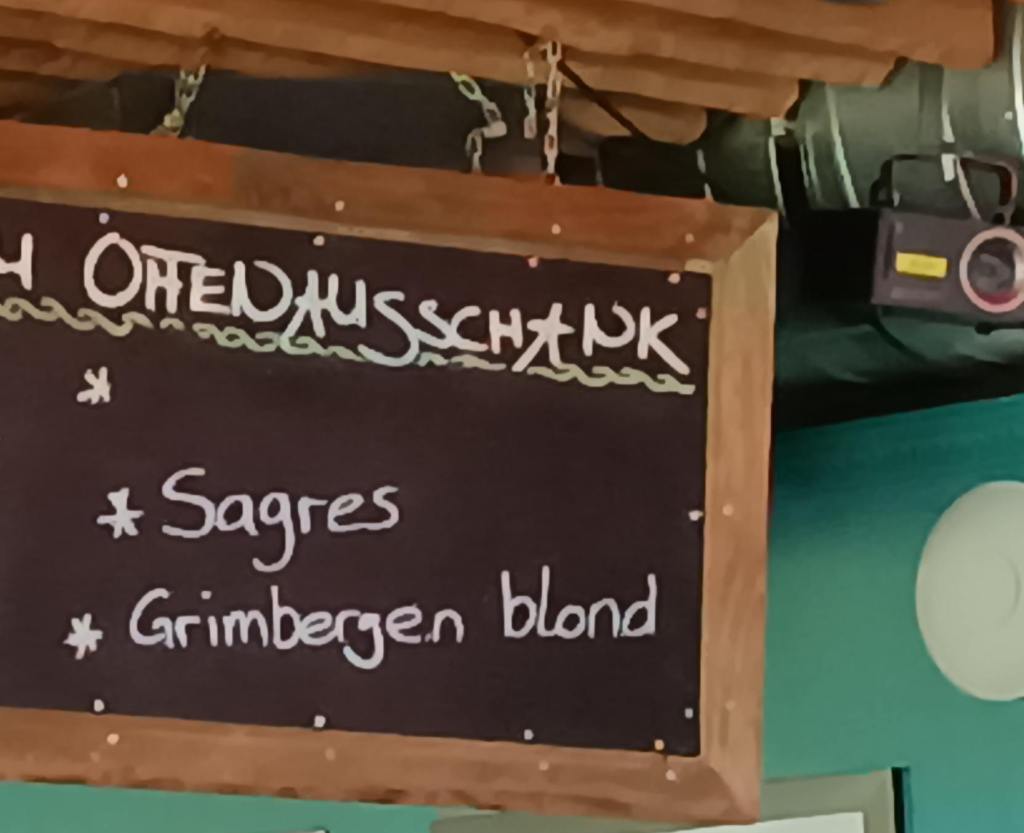 OFFENAUSSCHANK
*
* Sagres
* Grimbergen blond